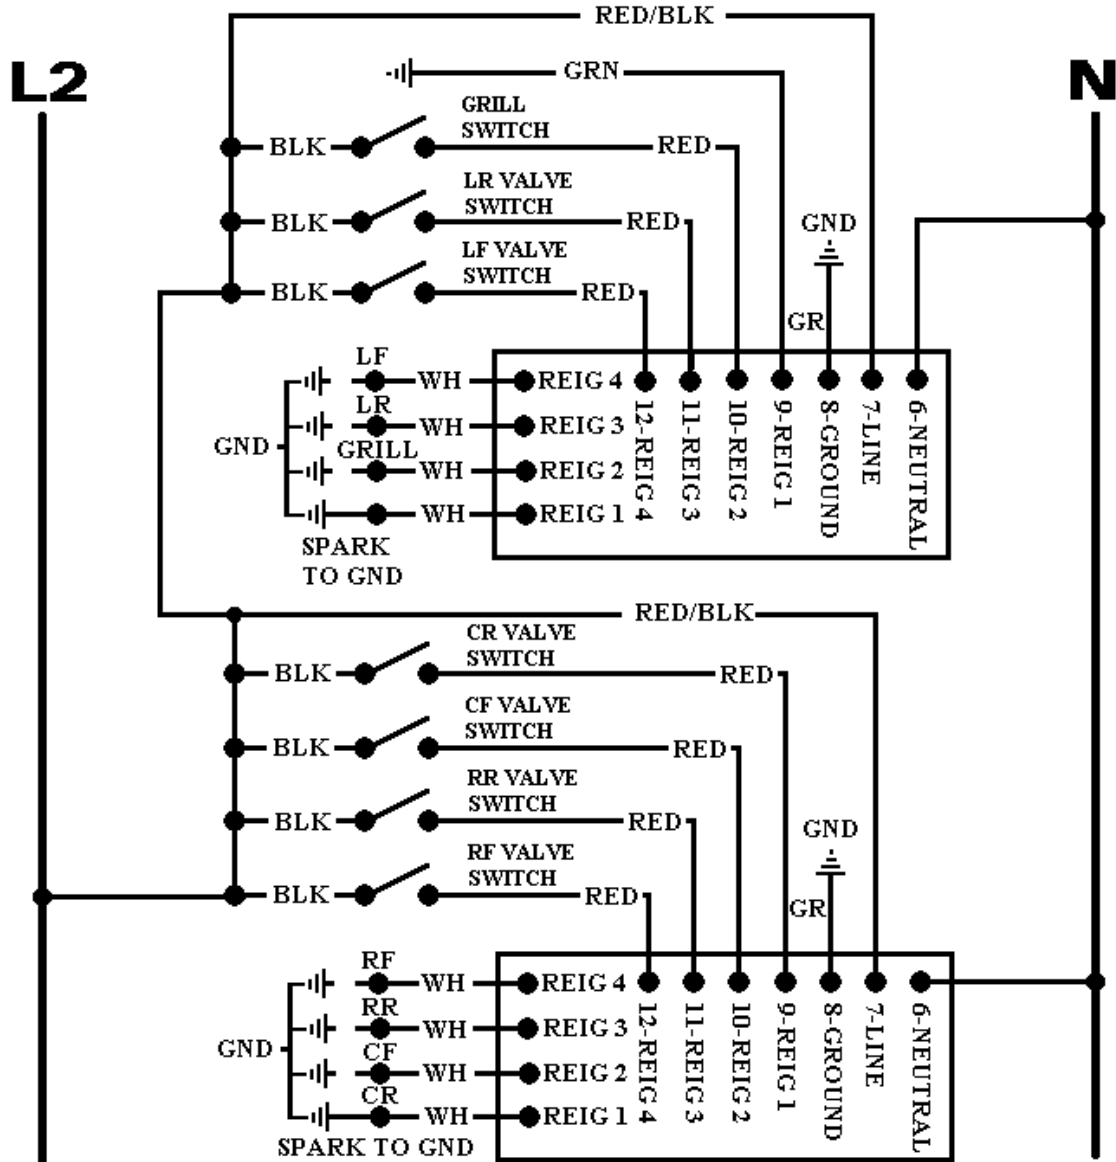 RED/BLK
L2
N
GRN
GRILL
SWITCH
BLK
RED
LR VALVE
SWITCH
BLK
RED
GND
LF VALVE
SWITCH
BLK
RED
GR
LF
WH
REIG 4
LR
WH
REIG 3
GND
GRILL
WH
REIG 2
WH
REIG 1
SPARK
TO GND
12-REIG 4
11-REIG 3
10-REIG 2
9-REIG 1
8-GROUND
7-LINE
6-NEUTRAL
RED/BLK
CR VALVE
SWITCH
BLK
RED
CF VALVE
SWITCH
BLK
RED
RR VALVE
SWITCH
BLK
RED
GND
RF VALVE
SWITCH
BLK
RED
GR
RF
WH
REIG 4
RR
WH
REIG 3
GND
CF
WH
REIG 2
CR
WH
REIG 1
SPARK TO GND
12-REIG 4
11-REIG 3
10-REIG 2
9-REIG 1
8-GROUND
7-LINE
6-NEUTRAL